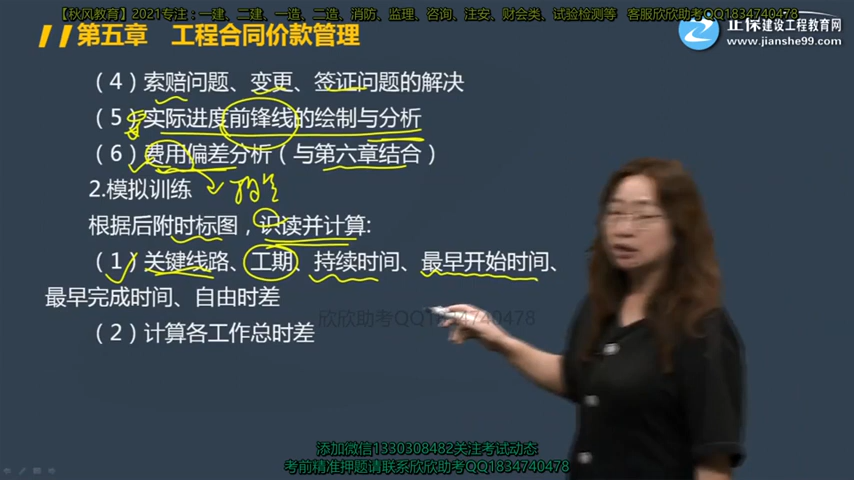 【秋风教育】2021专注：一建、二建、一造、二造、消防、监理、咨询、注安、财会类、试验检测等 客服欣欣助考QQ1834740478
第五章 工程合同价款管理
正保建设工程教育网
www.jianshe99.com
（4）索赔问题、变更、签证问题的解决
（5）实际进度前锋线的绘制与分析
（6）费用偏差分析（与第六章结合）
2.模拟训练
根据后附时标图，识读并计算:
（1）关键线路、工期、持续时间、最早开始时间、
最早完成时间、自由时差
欣欣助考QQ1834740478
（2）计算各工作总时差
添加微信1330308482关注考试动态
考前精准押题请联系欣欣助考QQ1834740478